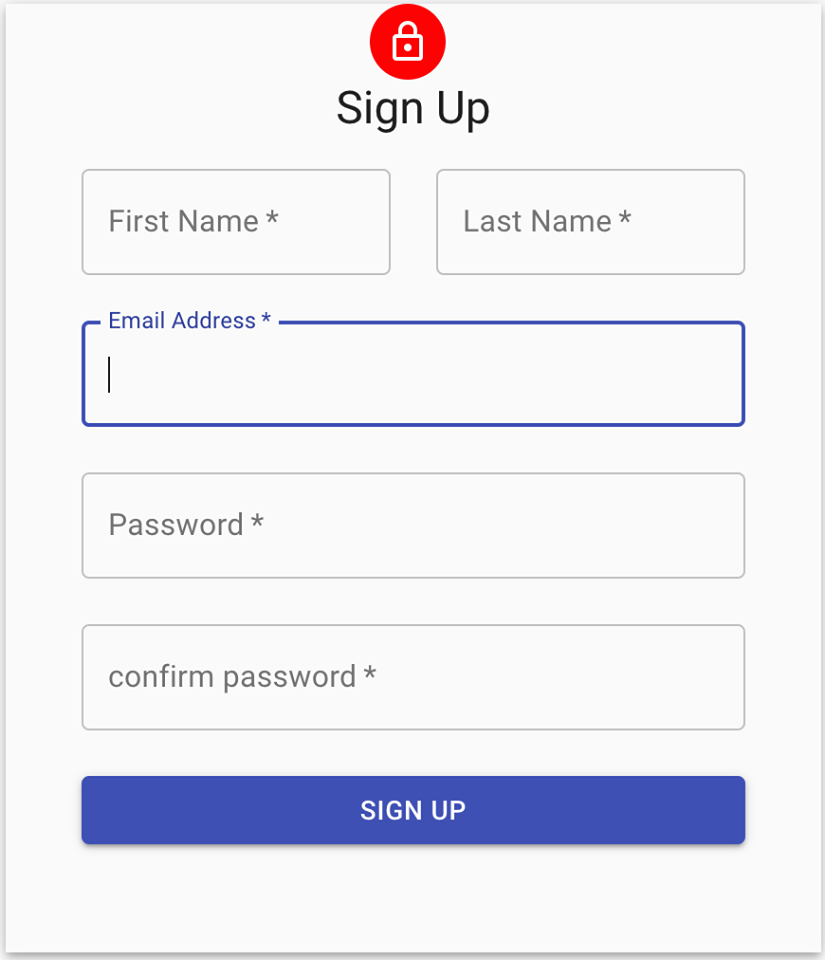 Sign Up
First Name * Last Name *
Email Address *
Password *
confirm password *
SIGN UP